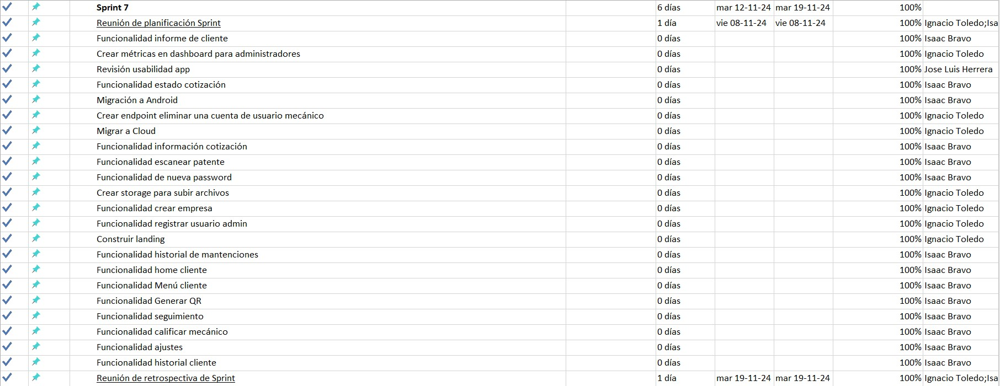 Sprint 7 6 días mar 12-11-24 mar 19-11-24 100%
Reunión de planificación Sprint 1 día vie 08-11-24 vie 08-11-24 100% Ignacio Toledo;Isa
Funcionalidad informe de cliente 0 días 100% Isaac Bravo
Crear métricas en dashboard para administradores 0 días 100% Ignacio Toledo
Revisión usabilidad app 0 días 100% Jose Luis Herrera
Funcionalidad estado cotización 0 días 100% Isaac Bravo
Migración a Android 0 días 100% Isaac Bravo
Crear endpoint eliminar una cuenta de usuario mecánico 0 días 100% Ignacio Toledo
Migrar a Cloud 0 días 100% Ignacio Toledo
Funcionalidad información cotización 0 días 100% Isaac Bravo
Funcionalidad escanear patente 0 días 100% Isaac Bravo
Funcionalidad de nueva password 0 días 100% Isaac Bravo
Crear storage para subir archivos 0 días 100% Ignacio Toledo
Funcionalidad crear empresa 0 días 100% Ignacio Toledo
Funcionalidad registrar usuario admin 0 días 100% Ignacio Toledo
Construir landing 0 días 100% Ignacio Toledo
Funcionalidad historial de mantenciones 0 días 100% Isaac Bravo
Funcionalidad home cliente 0 días 100% Isaac Bravo
Funcionalidad Menú cliente 0 días 100% Isaac Bravo
Funcionalidad Generar QR 0 días 100% Isaac Bravo
Funcionalidad seguimiento 0 días 100% Isaac Bravo
Funcionalidad calificar mecánico 0 días 100% Isaac Bravo
Funcionalidad ajustes 0 días 100% Isaac Bravo
Funcionalidad historial cliente 0 días 100% Isaac Bravo
Reunión de retrospectiva de Sprint 1 día mar 19-11-24 mar 19-11-24 100% Ignacio Toledo;Isa